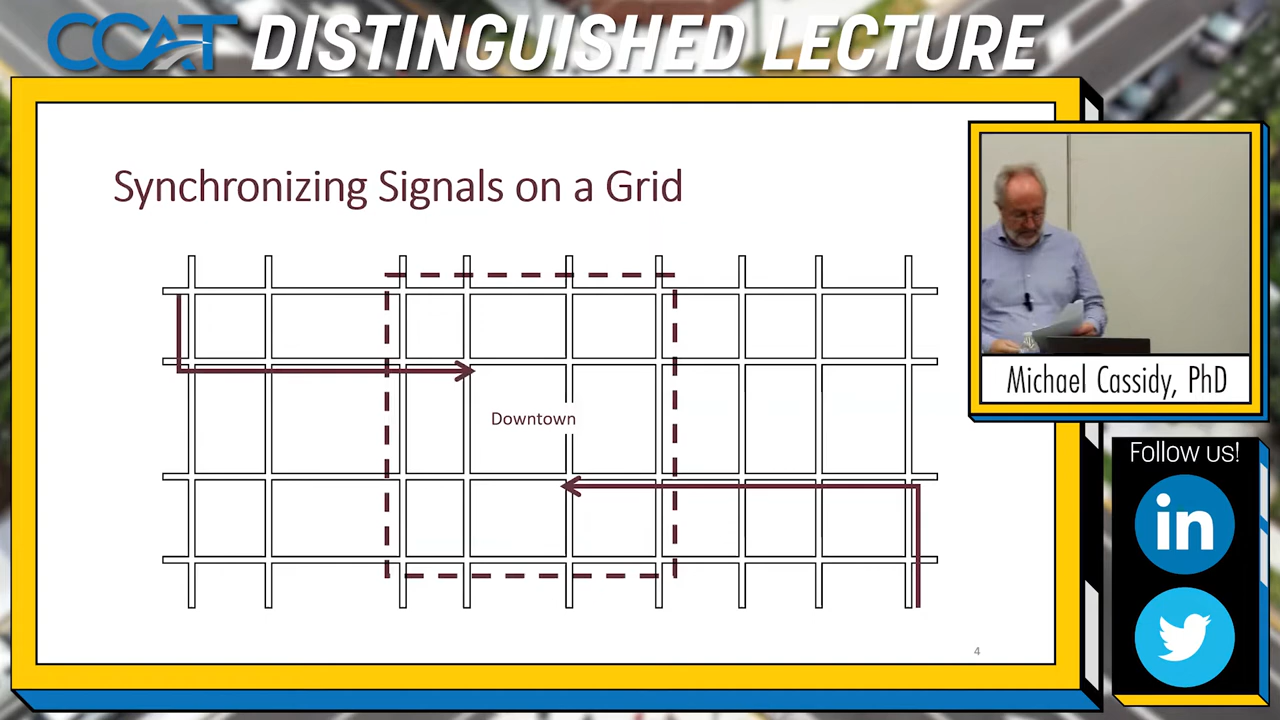 CCAT DISTINGUISHED LECTURE
Synchronizing Signals on a Grid
Downtown
4
Michael Cassidy, PhD
Follow us!
in